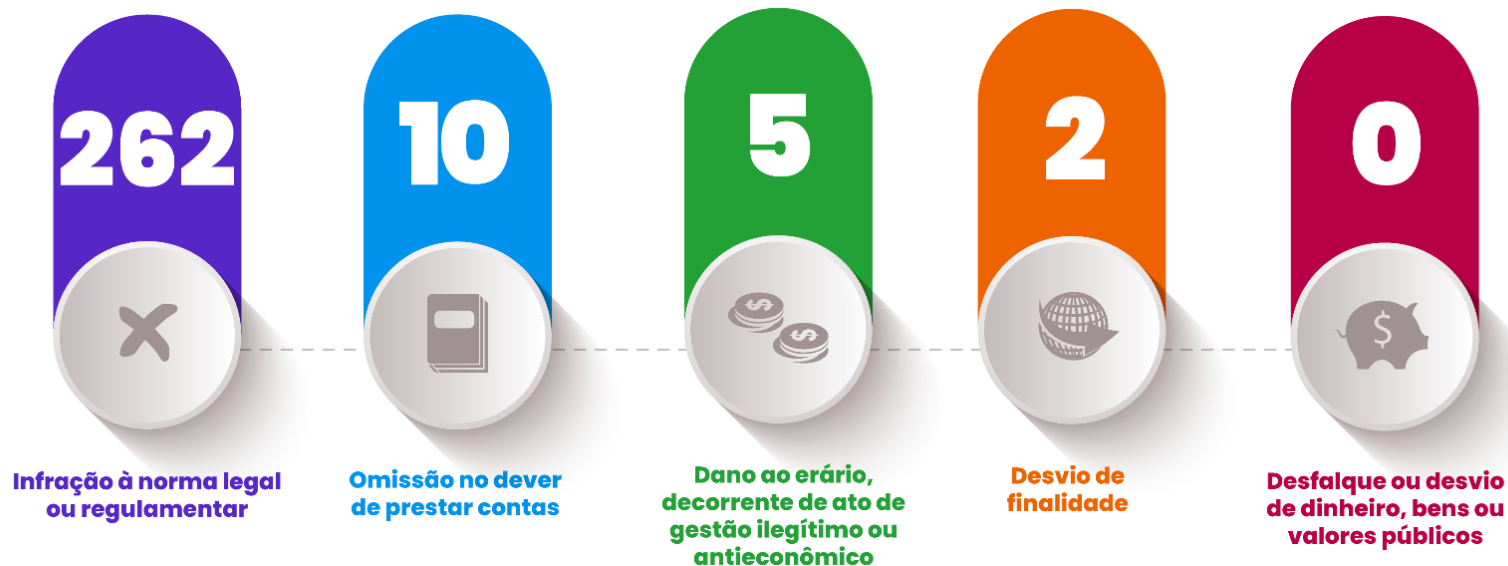 262
Infração à norma legal
ou regulamentar
10
Omissão no dever
de prestar contas
5
Dano ao erário,
decorrente de ato de
gestão ilegítimo ou
antieconômico
2
Desvio de
finalidade
0
Desfalque ou desvio
de dinheiro, bens ou
valores públicos